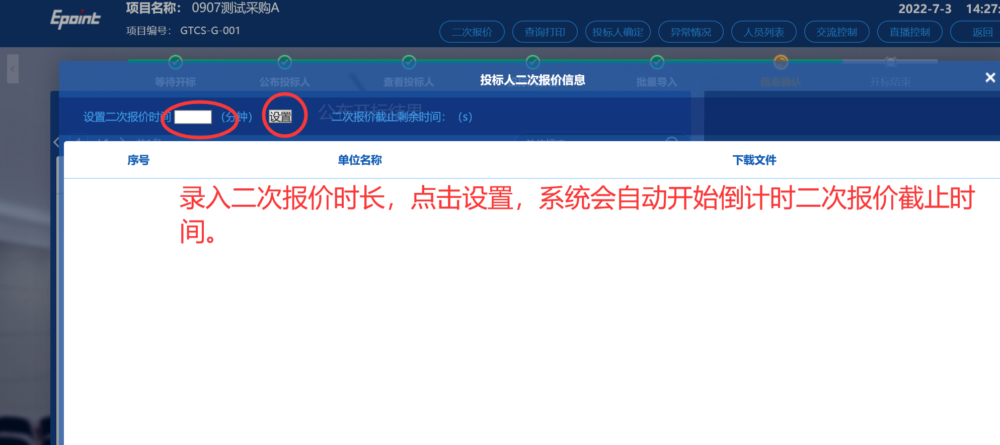 Epoint
项目名称： 0907测试采购A
2022-7-3 14:27:
项目编号： GTCS-G-001
二次报价 查询打印 投标人确定 异常情况 人员列表 交流控制 直播控制 返回
等待开标 公布投标人 查看投标人 批量导入 信息确认 开标结束
投标人二次报价信息
公布开标结果
设置二次报价时间 （分钟） 设置 二次报价截止剩余时间： （s）
序号 单位名称 下载文件
录入二次报价时长，点击设置，系统会自动开始倒计时二次报价截止时
间。